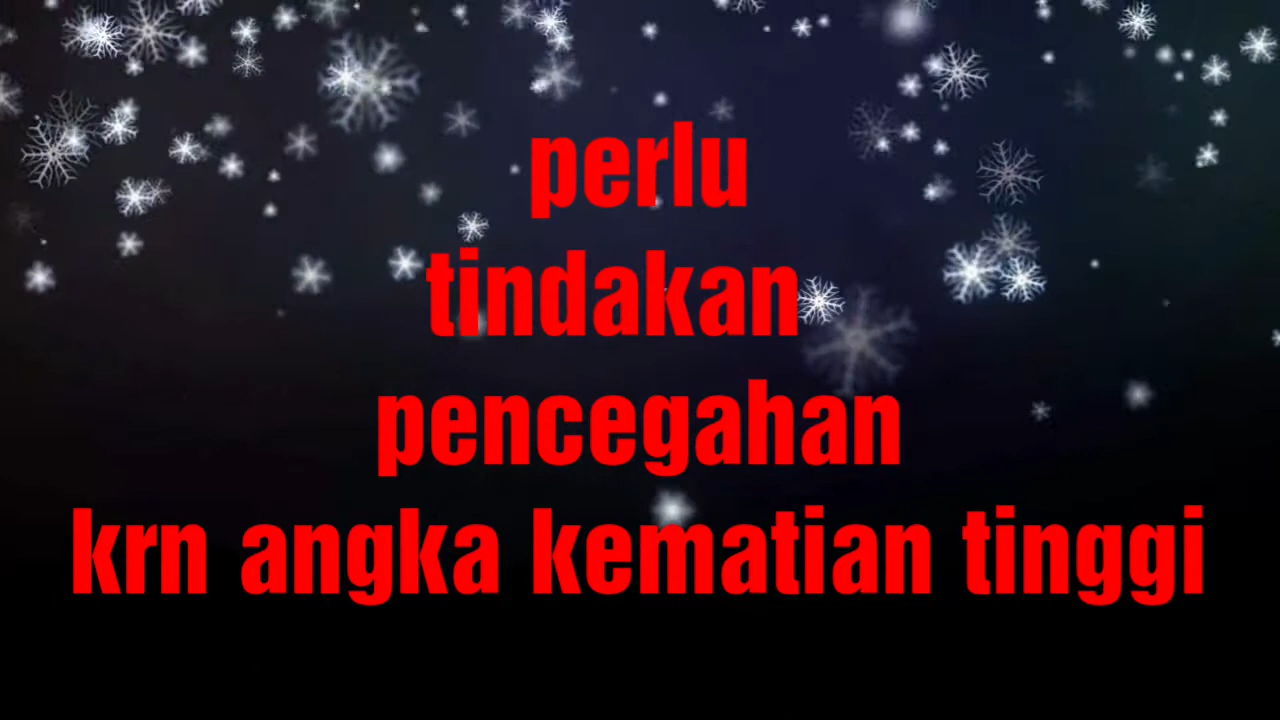 perlu
tindakan
pencegahan
krn angka kematian tinggi